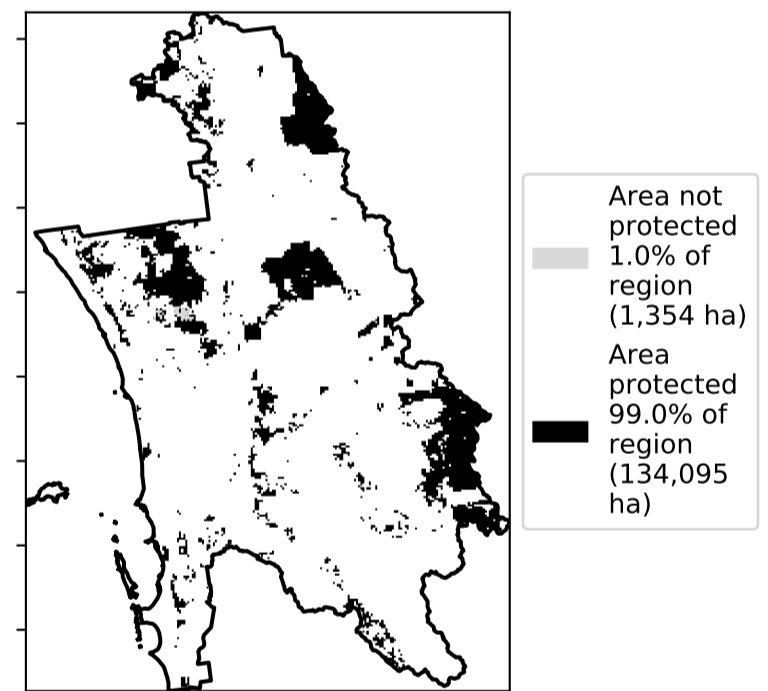 Area not
protected
1.0% of
region
(1,354 ha)
Area
protected
99.0% of
region
(134,095
ha)